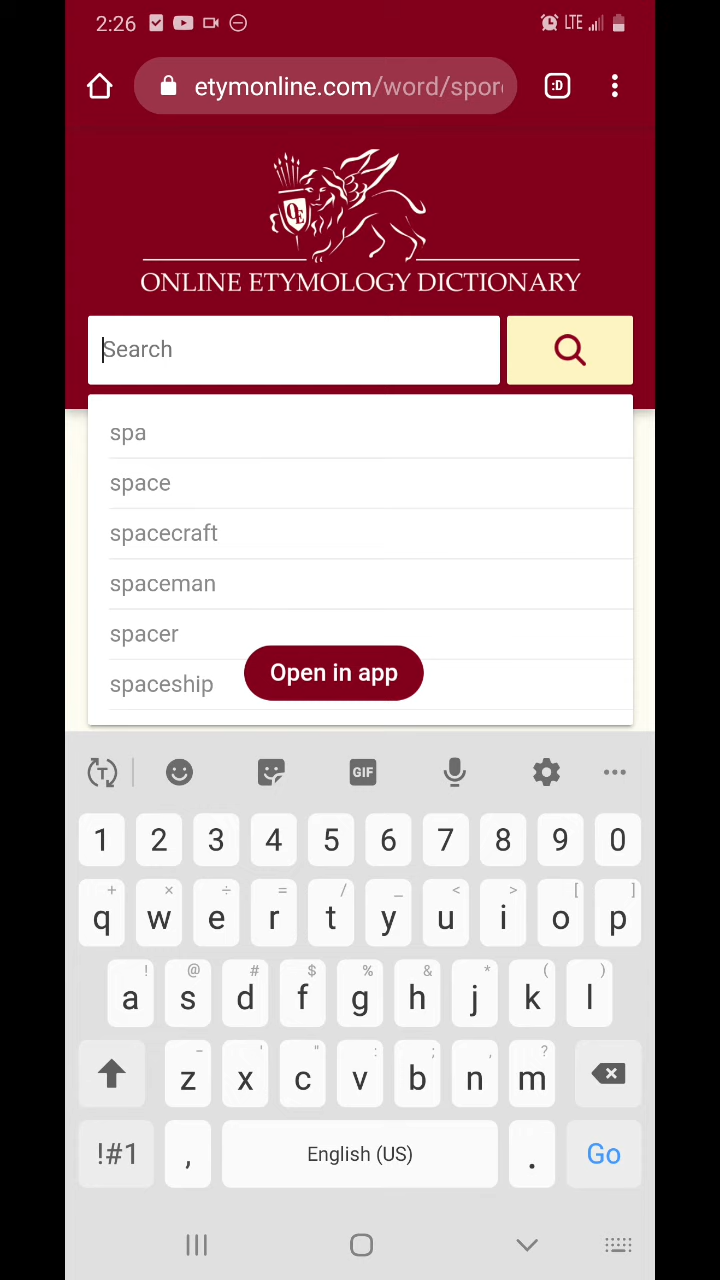 2:26 LTE
etymonline.com/word/spor
:D
OE
ONLINE ETYMOLOGY DICTIONARY
Search
spa
space
spacecraft
spaceman
spacer
spaceship
Open in app
T GIF
1 2 3 4 5 6 7 8 9 0
+ × ÷ = / _ < > [ ]
q w e r t y u i o p
! @ # $ % & * ( )
a s d f g h j k l
- ' " : ; , ?
z x c v b n m
!#1 , English (US) . Go